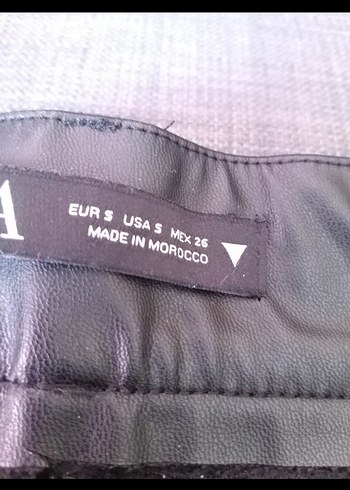 A
EUR S USA S MEX 26
MADE IN MOROCCO